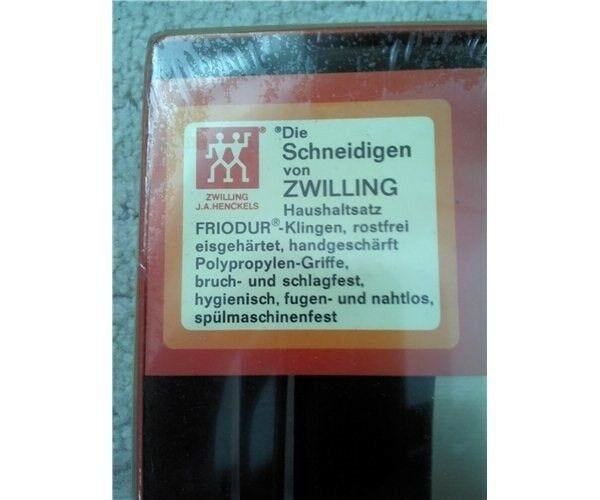 ZWILLING
J.A.HENCKELS
®
®Die
Schneidigen
von
ZWILLING
Haushaltsatz
FRIODUR®-Klingen, rostfrei
eisgehärtet, handgeschärft
Polypropylen-Griffe,
bruch- und schlagfest,
hygienisch, fugen- und nahtlos,
spülmaschinenfest